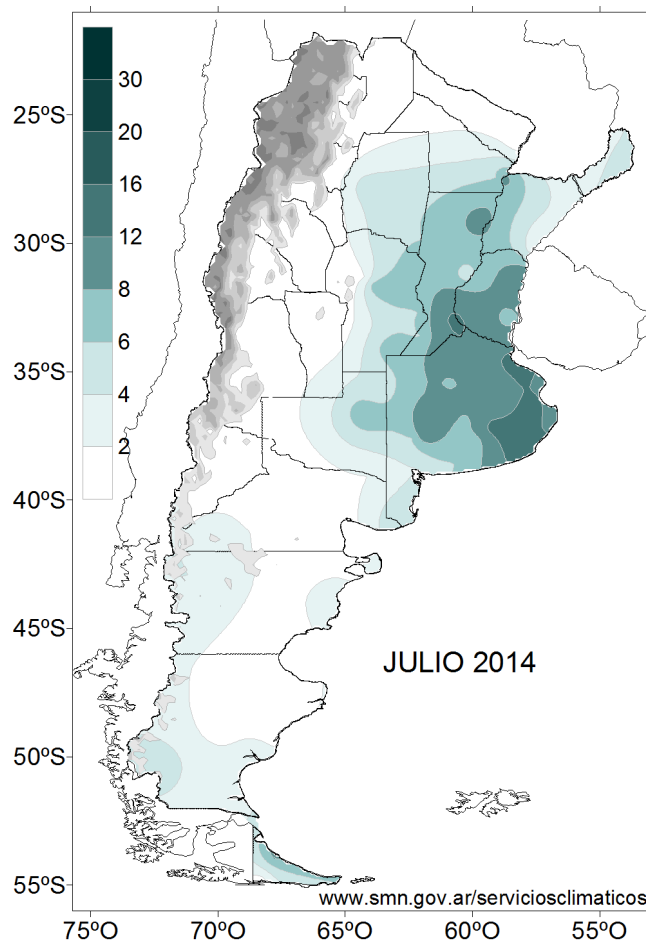 30
20
16
12
8
6
4
2
25ºS
30ºS
35ºS
40ºS
45ºS
50ºS
55ºS
JULIO 2014
www.smn.gov.ar/serviciosclimaticos
75ºO 70ºO 65ºO 60ºO 55ºO